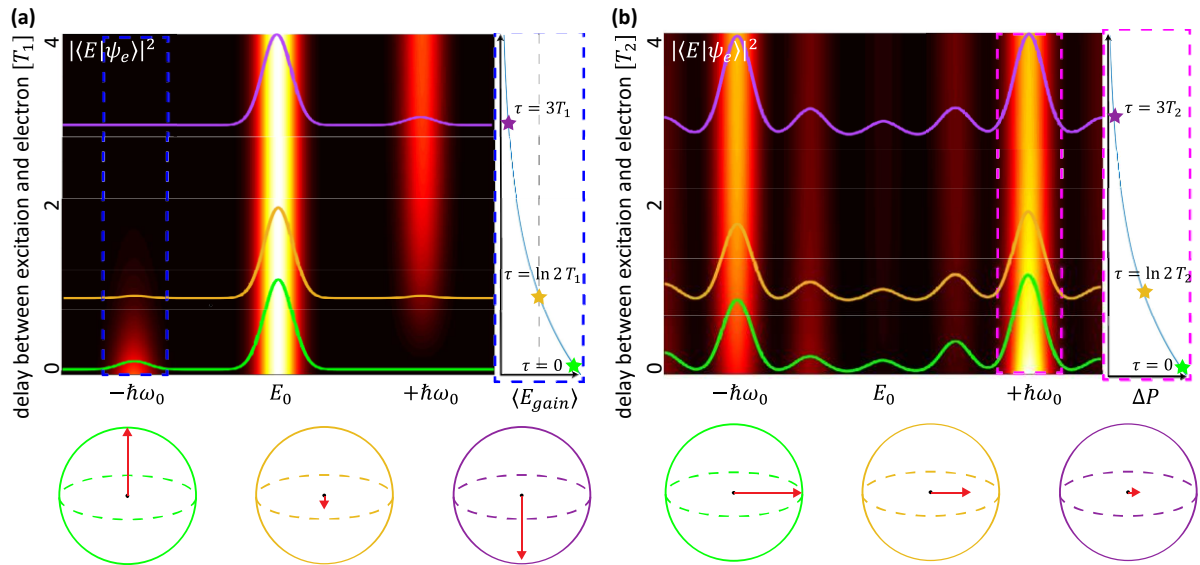 (a)
delay between excitaion and electron [T₁]
4
2
0
|⟨E|ψₑ⟩|²
τ = 3T₁
τ = ln 2 T₁
τ = 0
−ℏω₀
E₀
+ℏω₀
⟨E_gain⟩
(b)
delay between excitaion and electron [T₂]
4
2
0
|⟨E|ψₑ⟩|²
τ = 3T₂
τ = ln 2 T₂
τ = 0
−ℏω₀
E₀
+ℏω₀
ΔP